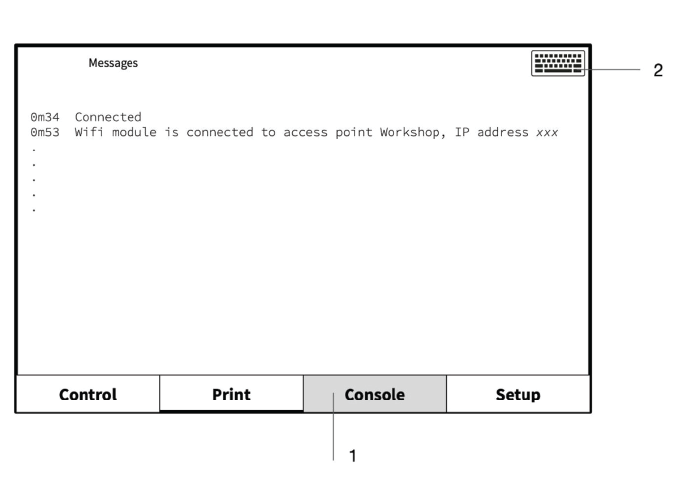 Messages
2
0m34 Connected
0m53 Wifi module is connected to access point Workshop, IP address xxx
.
.
.
.
.
Control Print Console Setup
1